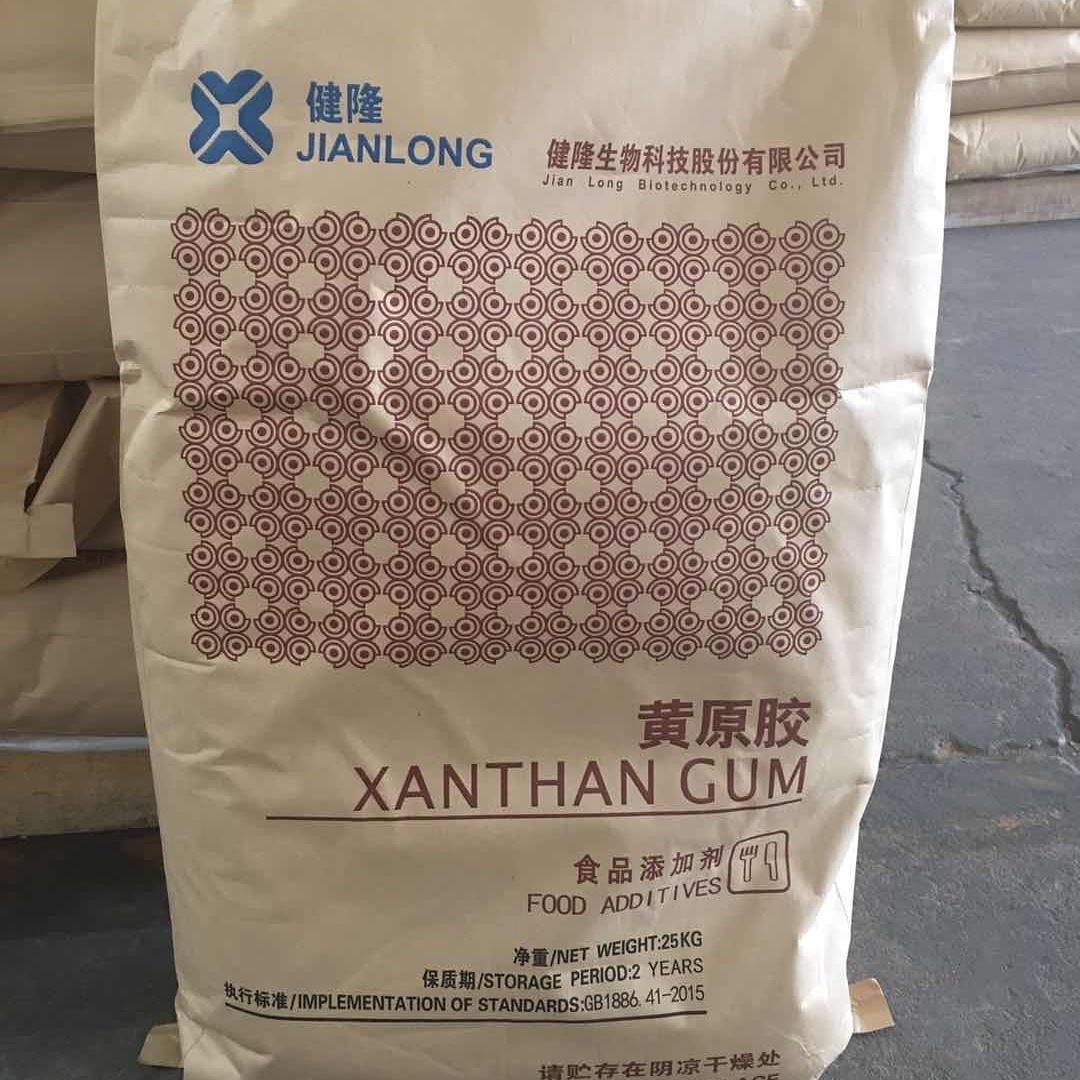 健隆
JIANLONG
健隆生物科技股份有限公司
Jian Long Biotechnology Co., Ltd.
黄原胶
XANTHAN GUM
食品添加剂
FOOD ADDITIVES
净重/NET WEIGHT:25KG
保质期/STORAGE PERIOD:2 YEARS
执行标准/IMPLEMENTATION OF STANDARDS:GB1886.41-2015
请贮存在阴凉干燥处